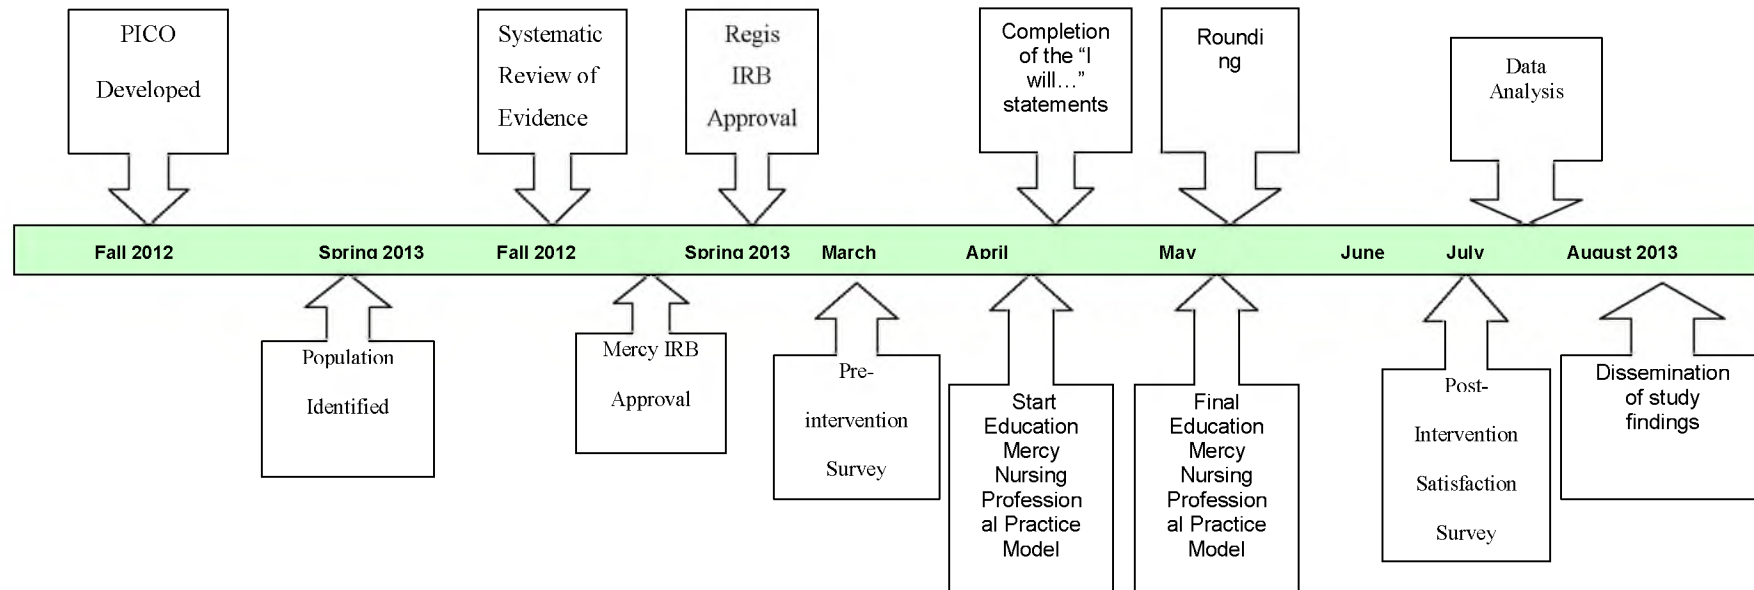 PICO
Developed
Systematic
Review of
Evidence
Regis
IRB
Approval
Completion
of the “I
will…”
statements
Roundi
ng
Data
Analysis
Fall 2012
Spring 2013
Fall 2012
Spring 2013
March
April
May
June
July
August 2013
Population
Identified
Mercy IRB
Approval
Pre-
intervention
Survey
Start
Education
Mercy
Nursing
Profession
al Practice
Model
Final
Education
Mercy
Nursing
Profession
al Practice
Model
Post-
Intervention
Satisfaction
Survey
Dissemination
of study
findings